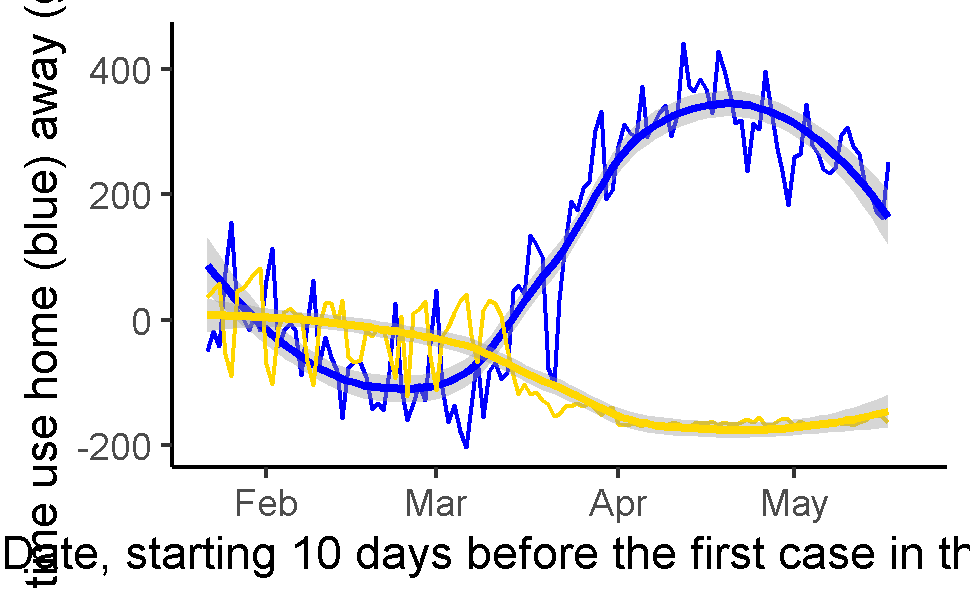 time use home (blue) away (
400
200
0
-200
Feb Mar Apr May
Date, starting 10 days before the first case in th